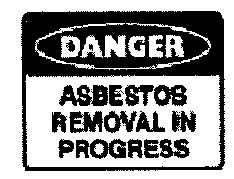 DANGER
ASBESTOS
REMOVAL IN
PROGRESS